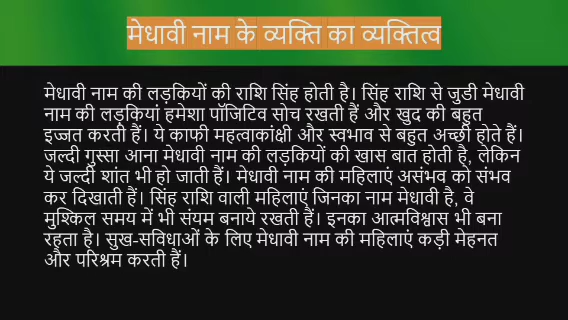 मेधावी नाम के व्यक्ति का व्यक्तित्व
मेधावी नाम की लड़कियों की राशि सिंह होती है। सिंह राशि से जुडी मेधावी
नाम की लड़कियां हमेशा पॉजिटिव सोच रखती हैं और खुद की बहुत
इज्जत करती हैं। ये काफी महत्वाकांक्षी और स्वभाव से बहुत अच्छी होते हैं।
जल्दी गुस्सा आना मेधावी नाम की लड़कियों की खास बात होती है, लेकिन
ये जल्दी शांत भी हो जाती हैं। मेधावी नाम की महिलाएं असंभव को संभव
कर दिखाती हैं। सिंह राशि वाली महिलाएं जिनका नाम मेधावी है, वे
मुश्किल समय में भी संयम बनाये रखती हैं। इनका आत्मविश्वास भी बना
रहता है। सुख-सविधाओं के लिए मेधावी नाम की महिलाएं कड़ी मेहनत
और परिश्रम करती हैं।